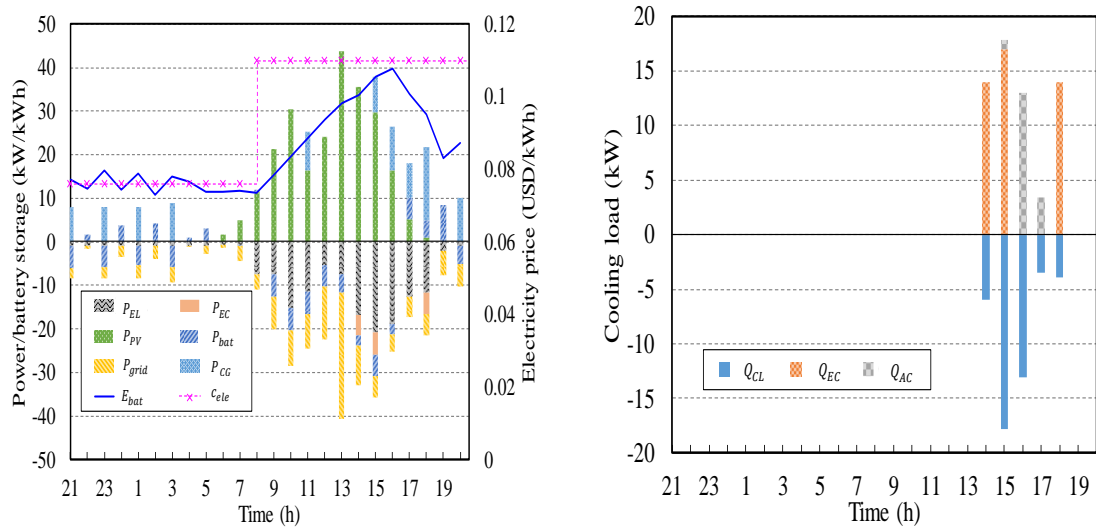 Power/battery storage (kW/kWh)
50
40
30
20
10
0
-10
-20
-30
-40
-50
21 23 1 3 5 7 9 11 13 15 17 19
Time (h)
0.12
0.1
0.08
0.06
0.04
0.02
0
Electricity price (USD/kWh)
P_EL P_EC
P_PV P_bat
P_grid P_CG
E_bat c_ele
Cooling load (kW)
20
15
10
5
0
-5
-10
-15
-20
21 23 1 3 5 7 9 11 13 15 17 19
Time (h)
Q_CL Q_EC Q_AC